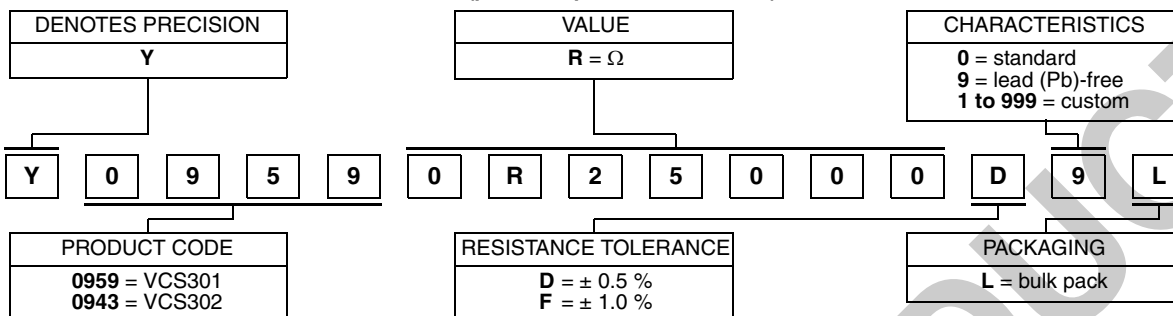 DENOTES PRECISION
Y
VALUE
R = Ω
CHARACTERISTICS
0 = standard
9 = lead (Pb)-free
1 to 999 = custom
Y 0 9 5 9 0 R 2 5 0 0 0 D 9 L
PRODUCT CODE
0959 = VCS301
0943 = VCS302
RESISTANCE TOLERANCE
D = ± 0.5 %
F = ± 1.0 %
PACKAGING
L = bulk pack